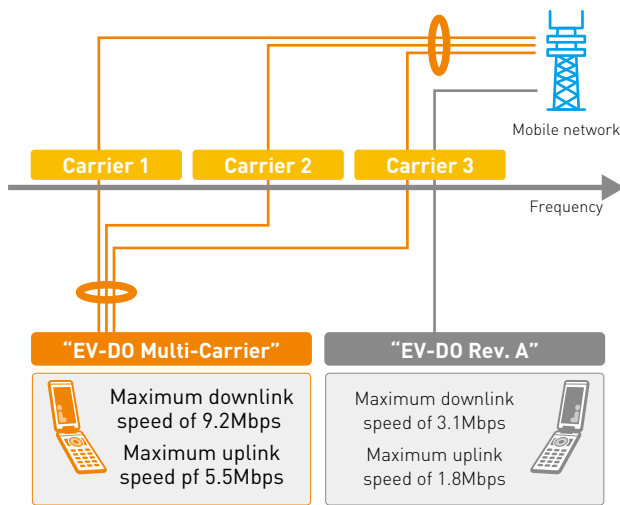 Mobile network
Carrier 1
Carrier 2
Carrier 3
Frequency
“EV-DO Multi-Carrier”
Maximum downlink
speed of 9.2Mbps
Maximum uplink
speed pf 5.5Mbps
“EV-DO Rev. A”
Maximum downlink
speed of 3.1Mbps
Maximum uplink
speed of 1.8Mbps